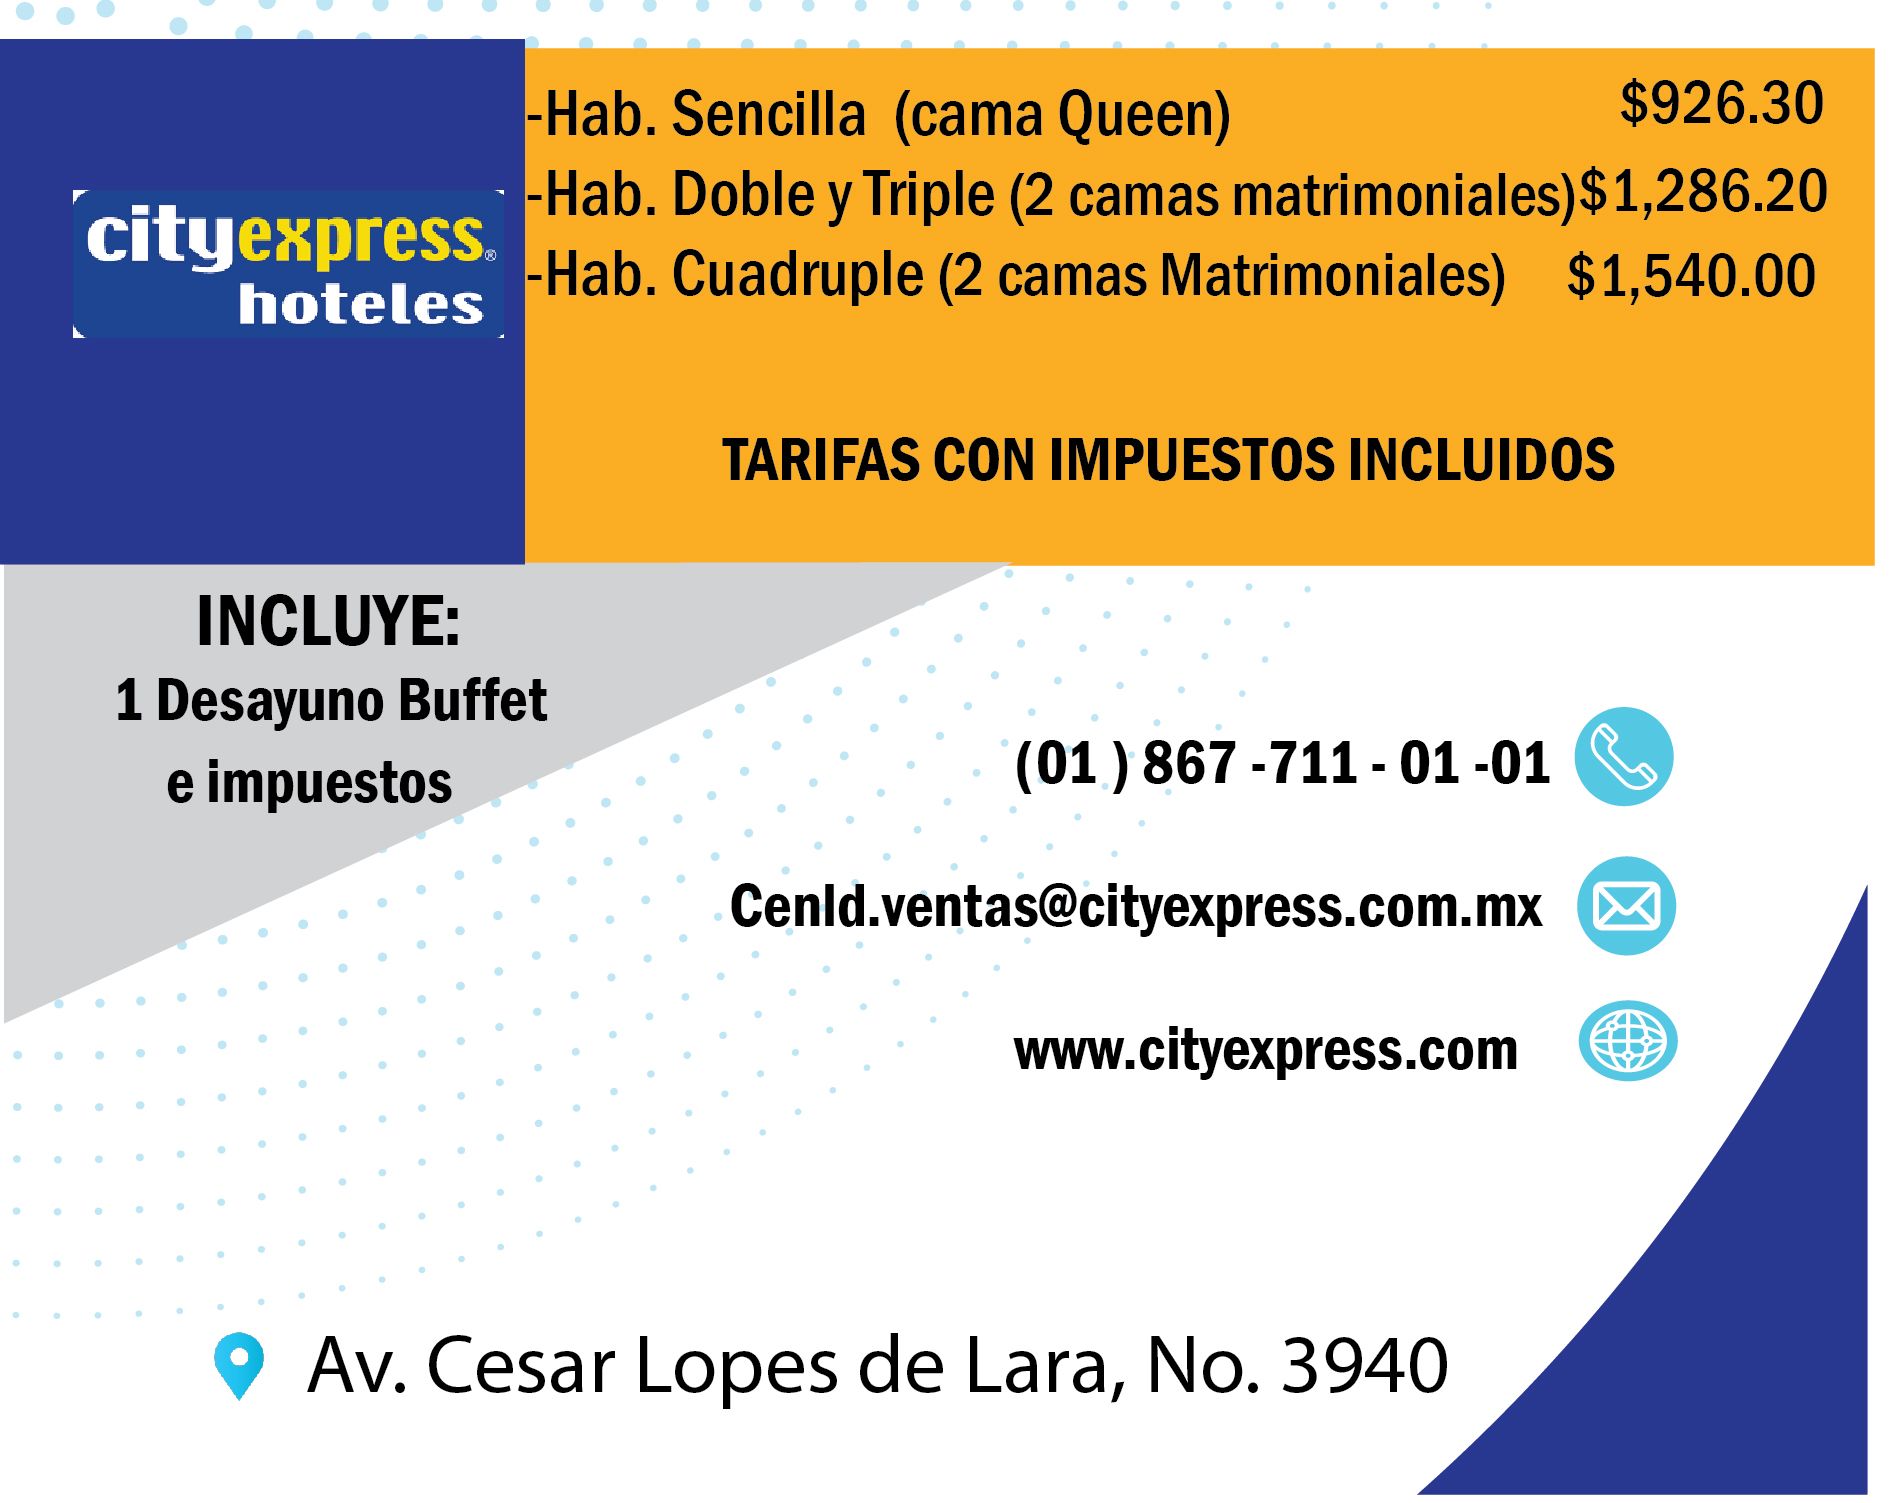 cityexpress®
hoteles
-Hab. Sencilla (cama Queen) $926.30
-Hab. Doble y Triple (2 camas matrimoniales) $1,286.20
-Hab. Cuadruple (2 camas Matrimoniales) $1,540.00
TARIFAS CON IMPUESTOS INCLUIDOS
INCLUYE:
1 Desayuno Buffet
e impuestos
(01 ) 867 -711 - 01 -01
Cenld.ventas@cityexpress.com.mx
www.cityexpress.com
Av. Cesar Lopes de Lara, No. 3940